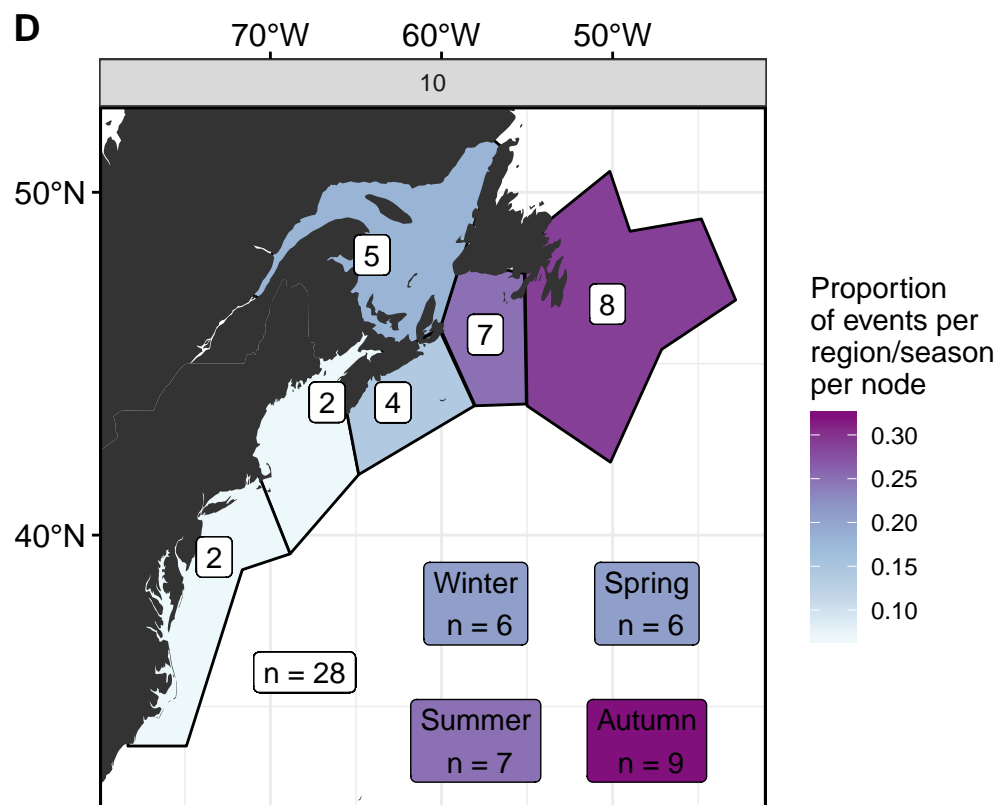 D
70°W 60°W 50°W
10
50°N
40°N
5
7
8
2
4
2
n = 28
Winter
n = 6
Spring
n = 6
Summer
n = 7
Autumn
n = 9
Proportion
of events per
region/season
per node
0.30
0.25
0.20
0.15
0.10